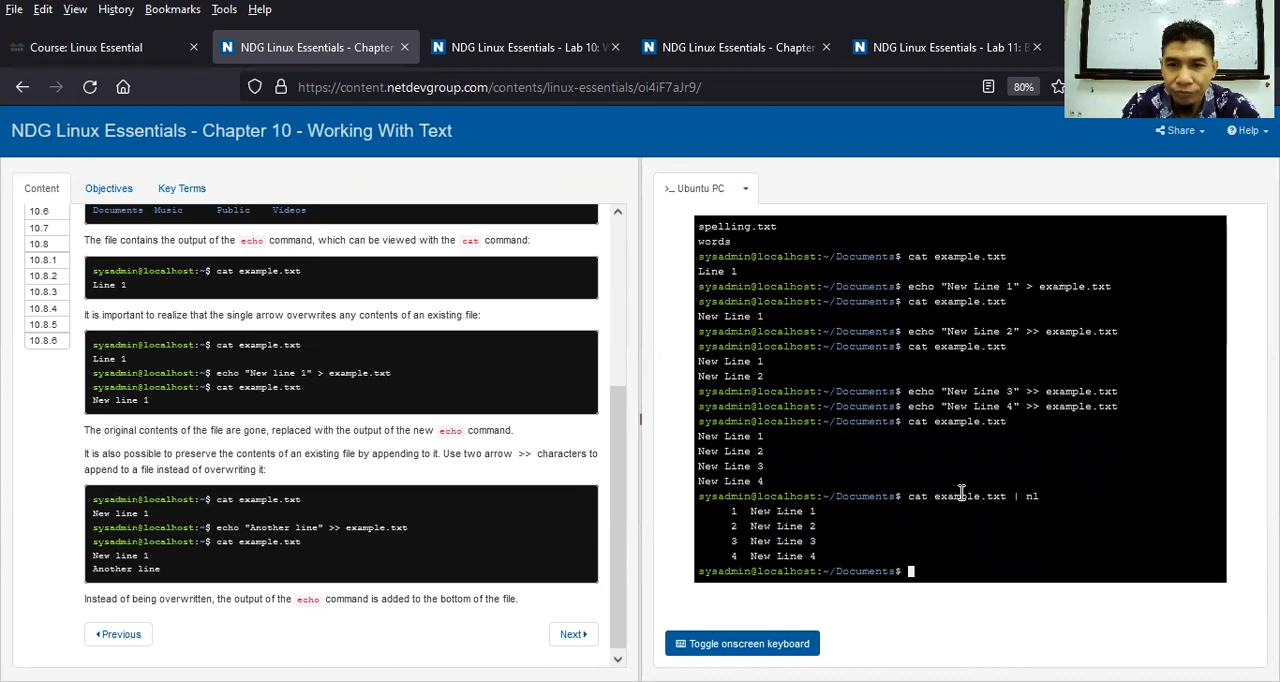 File Edit View History Bookmarks Tools Help
Course: Linux Essential
NDG Linux Essentials - Chapter
NDG Linux Essentials - Lab 10: V
NDG Linux Essentials - Chapter
NDG Linux Essentials - Lab 11: B
https://content.netdevgroup.com/contents/linux-essentials/oi4iF7aJr9/
80%
NDG Linux Essentials - Chapter 10 - Working With Text
Share
Help
Content
Objectives
Key Terms
10.6
10.7
10.8
10.8.1
10.8.2
10.8.3
10.8.4
10.8.5
10.8.6
Documents Music Public Videos
The file contains the output of the echo command, which can be viewed with the cat command:
sysadmin@localhost:~$ cat example.txt
Line 1
It is important to realize that the single arrow overwrites any contents of an existing file:
sysadmin@localhost:~$ cat example.txt
Line 1
sysadmin@localhost:~$ echo "New line 1" > example.txt
sysadmin@localhost:~$ cat example.txt
New line 1
The original contents of the file are gone, replaced with the output of the new echo command.
It is also possible to preserve the contents of an existing file by appending to it. Use two arrow >> characters to
append to a file instead of overwriting it:
sysadmin@localhost:~$ cat example.txt
New line 1
sysadmin@localhost:~$ echo "Another line" >> example.txt
sysadmin@localhost:~$ cat example.txt
New line 1
Another line
Instead of being overwritten, the output of the echo command is added to the bottom of the file.
Previous
Next
>_ Ubuntu PC
spelling.txt
words
sysadmin@localhost:~/Documents$ cat example.txt
Line 1
sysadmin@localhost:~/Documents$ echo "New Line 1" > example.txt
sysadmin@localhost:~/Documents$ cat example.txt
New Line 1
sysadmin@localhost:~/Documents$ echo "New Line 2" >> example.txt
sysadmin@localhost:~/Documents$ cat example.txt
New Line 1
New Line 2
sysadmin@localhost:~/Documents$ echo "New Line 3" >> example.txt
sysadmin@localhost:~/Documents$ echo "New Line 4" >> example.txt
sysadmin@localhost:~/Documents$ cat example.txt
New Line 1
New Line 2
New Line 3
New Line 4
sysadmin@localhost:~/Documents$ cat example.txt | nl
1 New Line 1
2 New Line 2
3 New Line 3
4 New Line 4
sysadmin@localhost:~/Documents$
Toggle onscreen keyboard